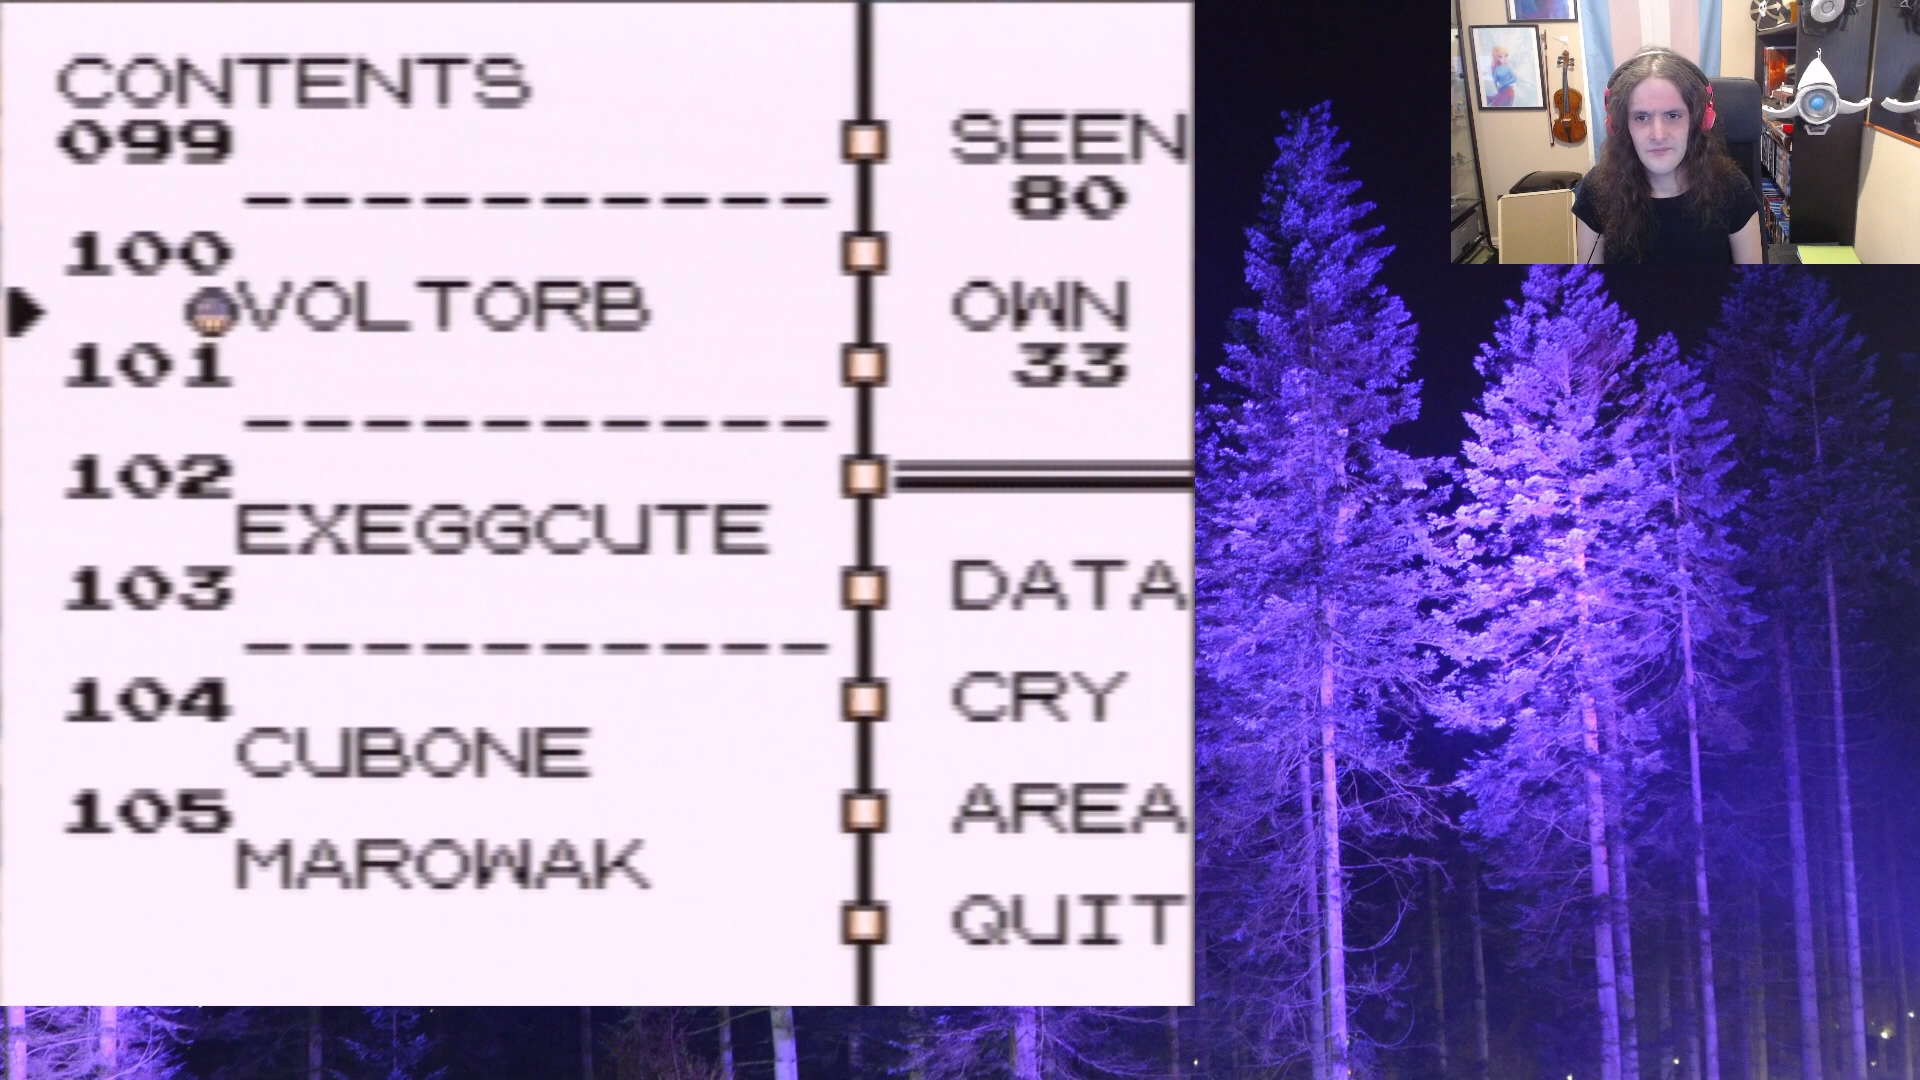 CONTENTS
099
-----------
100
VOLTORB
101
-----------
102
EXEGGCUTE
103
-----------
104
CUBONE
105
MAROWAK
SEEN
80
OWN
33
DATA
CRY
AREA
QUIT